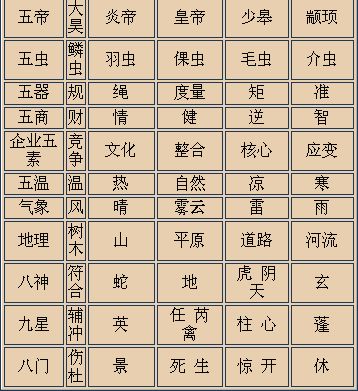 五帝 大昊 炎帝 皇帝 少皋 颛顼
五虫 鳞虫 羽虫 倮虫 毛虫 介虫
五器 规 绳 度量 矩 准
五商 财 情 健 逆 智
企业五素 竞争 文化 整合 核心 应变
五温 温 热 自然 凉 寒
气象 风 晴 雾云 雷 雨
地理 树木 山 平原 道路 河流
八神 符合 蛇 地 虎 阴天 玄
九星 辅冲 英 任 芮禽 柱 心 蓬
八门 伤杜 景 死 生 惊 开 休